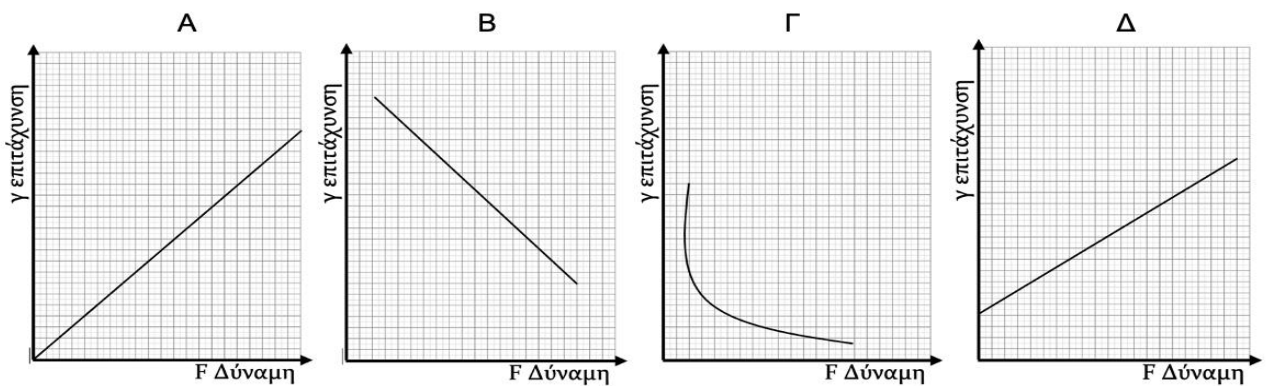 Α
Β
Γ
Δ
γ επιτάχυνση
γ επιτάχυνση
γ επιτάχυνση
γ επιτάχυνση
F Δύναμη
F Δύναμη
F Δύναμη
F Δύναμη